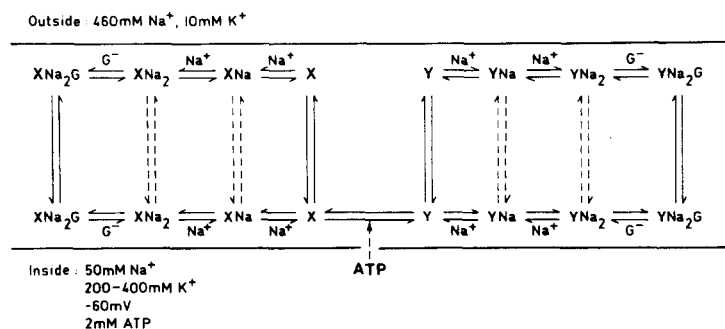 Outside : 460mM Na⁺, 10mM K⁺
G⁻ Na⁺ Na⁺ Na⁺ Na⁺ G⁻
XNa₂G XNa₂ XNa X Y YNa YNa₂ YNa₂G
XNa₂G XNa₂ XNa X Y YNa YNa₂ YNa₂G
G⁻ Na⁺ Na⁺ Na⁺ Na⁺ G⁻
ATP
Inside : 50mM Na⁺
200-400mM K⁺
-60mV
2mM ATP